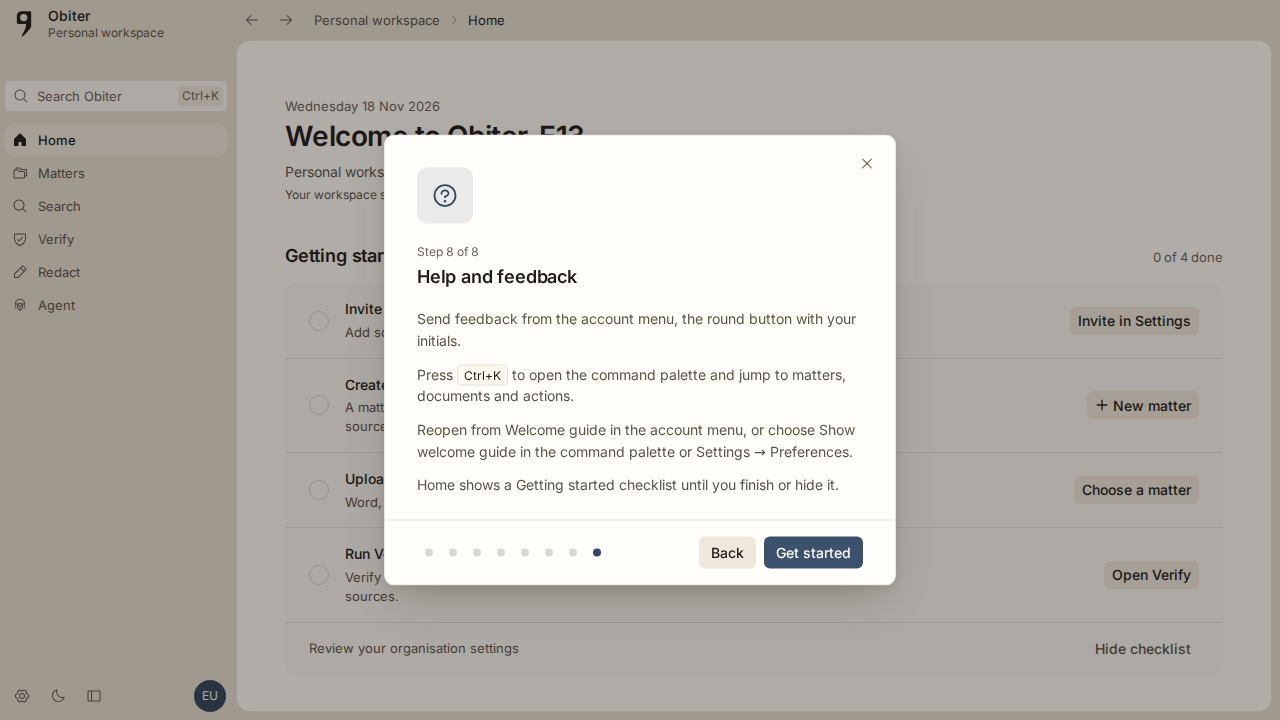 Obiter
Personal workspace
Personal workspace
Home
Search Obiter
Ctrl+K
Home
Matters
Search
Verify
Redact
Agent
EU
Wednesday 18 Nov 2026
Welcome to Obiter, E13
Personal works
Your workspace s
Getting star
0 of 4 done
Invite
Add so
Invite in Settings
Create
A matt
source
New matter
Uploa
Word,
Choose a matter
Run V
Verify
sources.
Open Verify
Review your organisation settings
Hide checklist
Step 8 of 8
Help and feedback
Send feedback from the account menu, the round button with your
initials.
Press Ctrl+K to open the command palette and jump to matters,
documents and actions.
Reopen from Welcome guide in the account menu, or choose Show
welcome guide in the command palette or Settings → Preferences.
Home shows a Getting started checklist until you finish or hide it.
Back
Get started